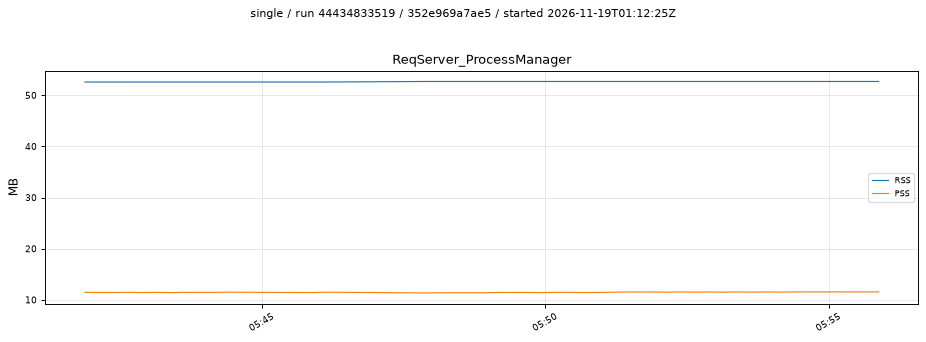 single / run 44434833519 / 352e969a7ae5 / started 2026-11-19T01:12:25Z
ReqServer_ProcessManager
MB
50
40
30
20
10
RSS
PSS
05:45
05:50
05:55